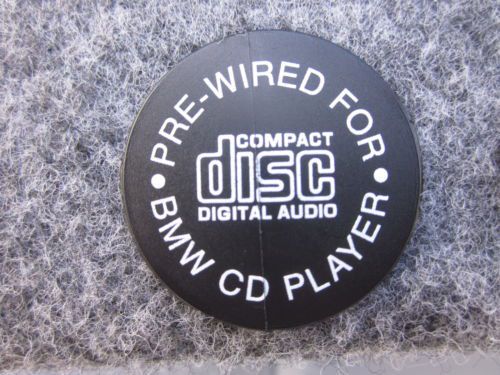 PRE-WIRED FOR
COMPACT
disc
DIGITAL AUDIO
BMW CD PLAYER